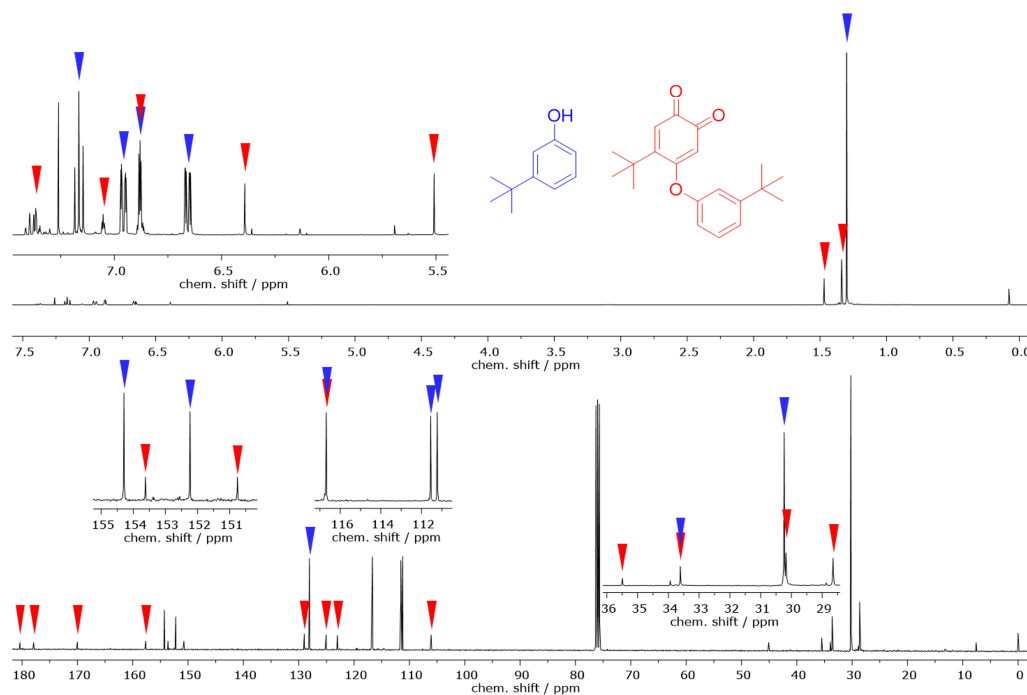 OH
O
O
O
7.0 6.5 6.0 5.5
chem. shift / ppm
7.5 7.0 6.5 6.0 5.5 5.0 4.5 4.0 3.5 3.0 2.5 2.0 1.5 1.0 0.5 0.0
chem. shift / ppm
155 154 153 152 151
chem. shift / ppm
116 114 112
chem. shift / ppm
36 35 34 33 32 31 30 29
chem. shift / ppm
180 170 160 150 140 130 120 110 100 90 80 70 60 50 40 30 20 10 0
chem. shift / ppm